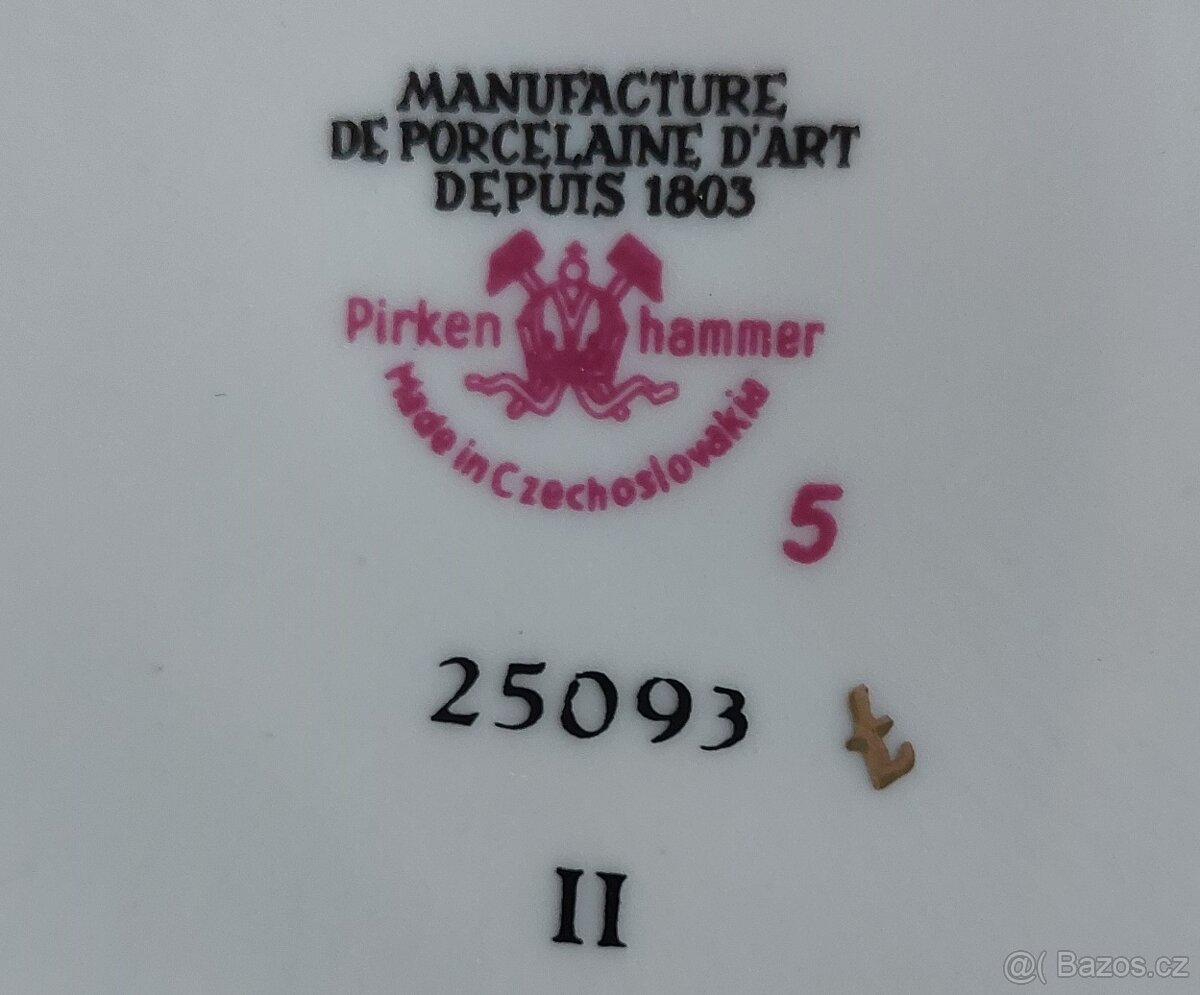 MANUFACTURE
DE PORCELAINE D'ART
DEPUIS 1803
Pirken hammer
Made in Czechoslovakia
5
25093
II
@( Bazos.cz